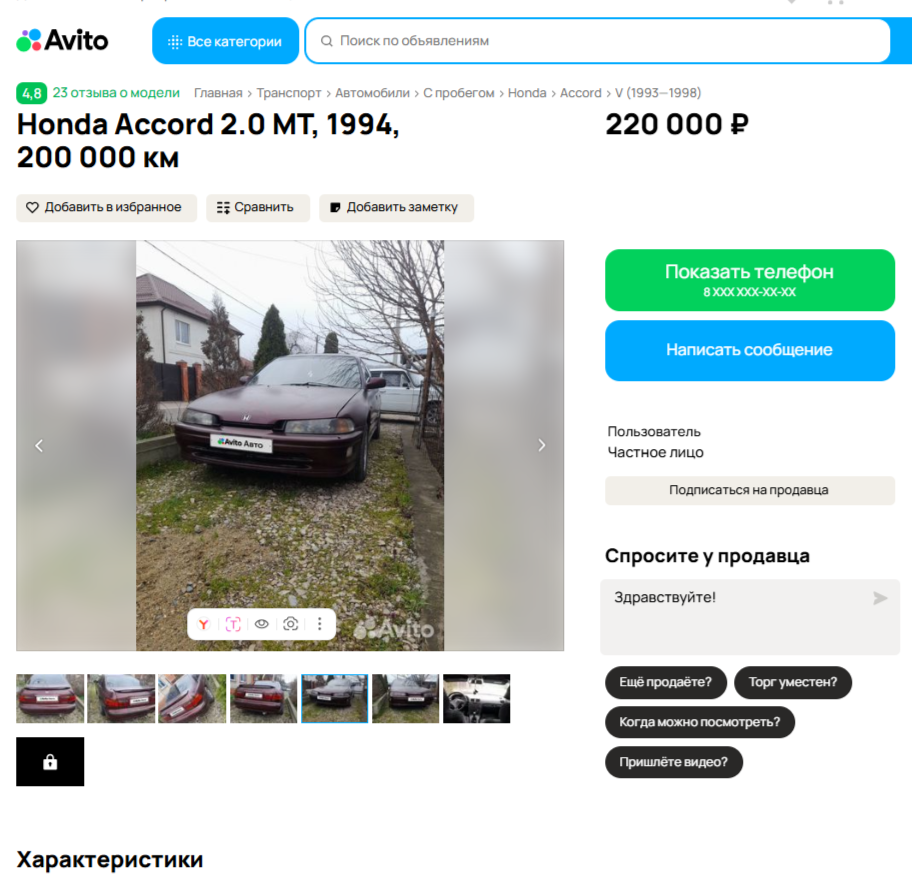 Avito
Все категории
Поиск по объявлениям
4,8 23 отзыва о модели Главная › Транспорт › Автомобили › С пробегом › Honda › Accord › V (1993—1998)
Honda Accord 2.0 MT, 1994,
200 000 км
220 000 ₽
Добавить в избранное
Сравнить
Добавить заметку
Показать телефон
8 XXX XXX-XX-XX
Написать сообщение
Avito Авто
Avito
Пользователь
Частное лицо
Подписаться на продавца
Спросите у продавца
Здравствуйте!
Ещё продаёте?
Торг уместен?
Когда можно посмотреть?
Пришлёте видео?
Характеристики